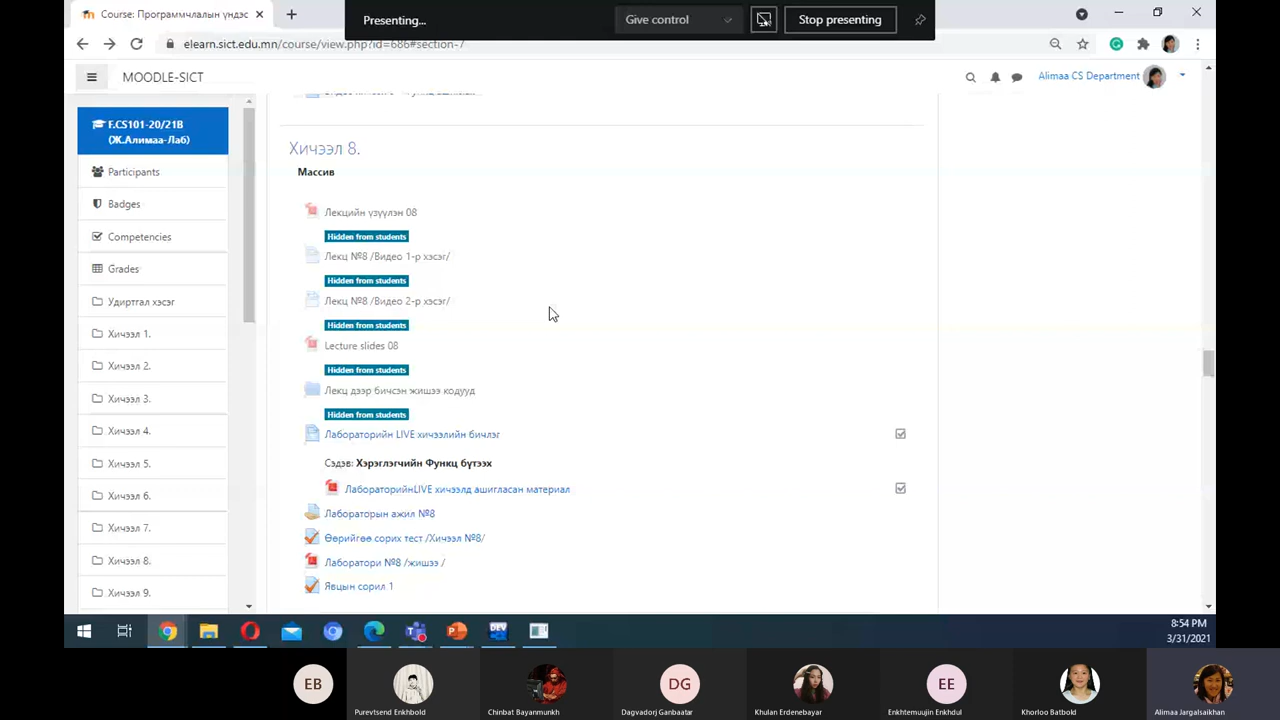 Course: Программчлалын үндэс
Presenting...
Give control
Stop presenting
elearn.sict.edu.mn/course/view.php?id=686#section-7
MOODLE-SICT
Alimaa CS Department
F.CS101-20/21B
(Ж.Алимаа-Лаб)
Participants
Badges
Competencies
Grades
Удиртгал хэсэг
Хичээл 1.
Хичээл 2.
Хичээл 3.
Хичээл 4.
Хичээл 5.
Хичээл 6.
Хичээл 7.
Хичээл 8.
Хичээл 9.
Хичээл 8.
Массив
Лекцийн үзүүлэн 08
Hidden from students
Лекц №8 /Видео 1-р хэсэг/
Hidden from students
Лекц №8 /Видео 2-р хэсэг/
Hidden from students
Lecture slides 08
Hidden from students
Лекц дээр бичсэн жишээ кодууд
Hidden from students
Лабораторийн LIVE хичээлийн бичлэг
Сэдэв: Хэрэглэгчийн Функц бүтээх
ЛабораторийнLIVE хичээлд ашигласан материал
Лабораторын ажил №8
Өөрийгөө сорих тест /Хичээл №8/
Лаборатори №8 /жишээ /
Явцын сорил 1
8:54 PM
3/31/2021
EB
DG
EE
Purevtsend Enkhbold
Chinbat Bayanmunkh
Dagvadorj Ganbaatar
Khulan Erdenebayar
Enkhtemuujin Enkhdul
Khorloo Batbold
Alimaa Jargalsaikhan